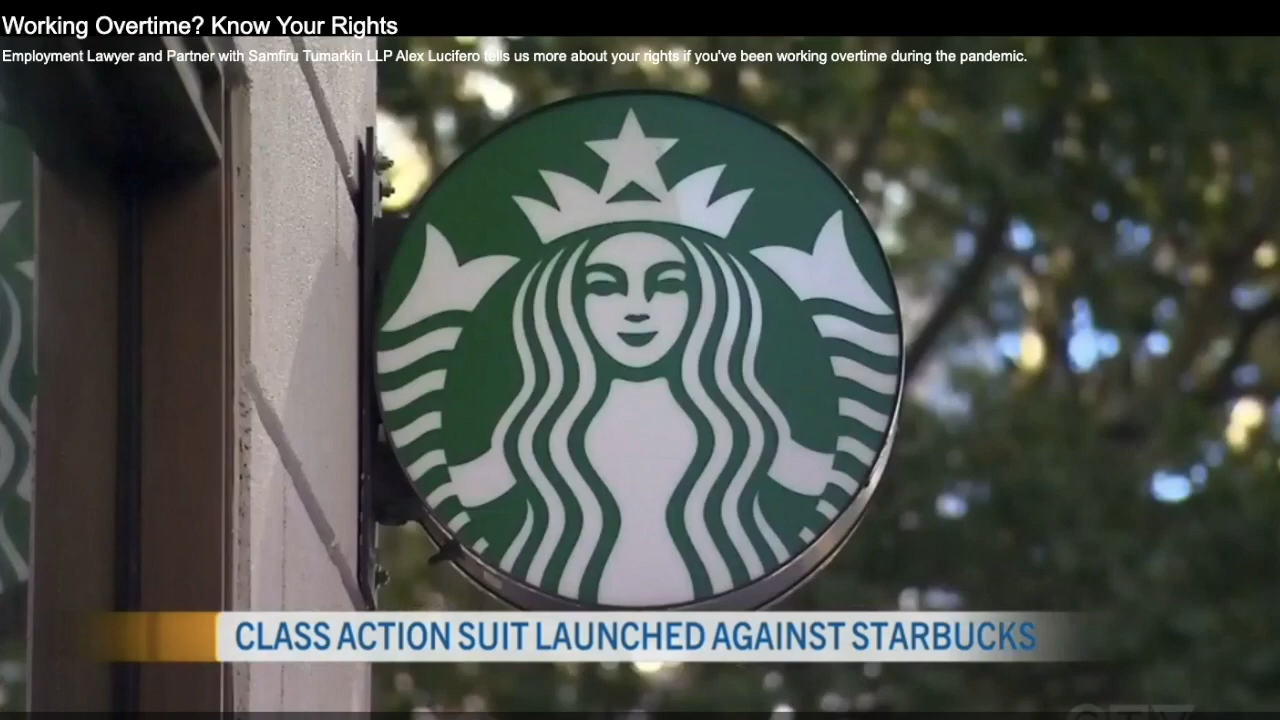 Working Overtime? Know Your Rights
Employment Lawyer and Partner with Samfiru Tumarkin LLP Alex Lucifero tells us more about your rights if you've been working overtime during the pandemic.
CLASS ACTION SUIT LAUNCHED AGAINST STARBUCKS
CTV